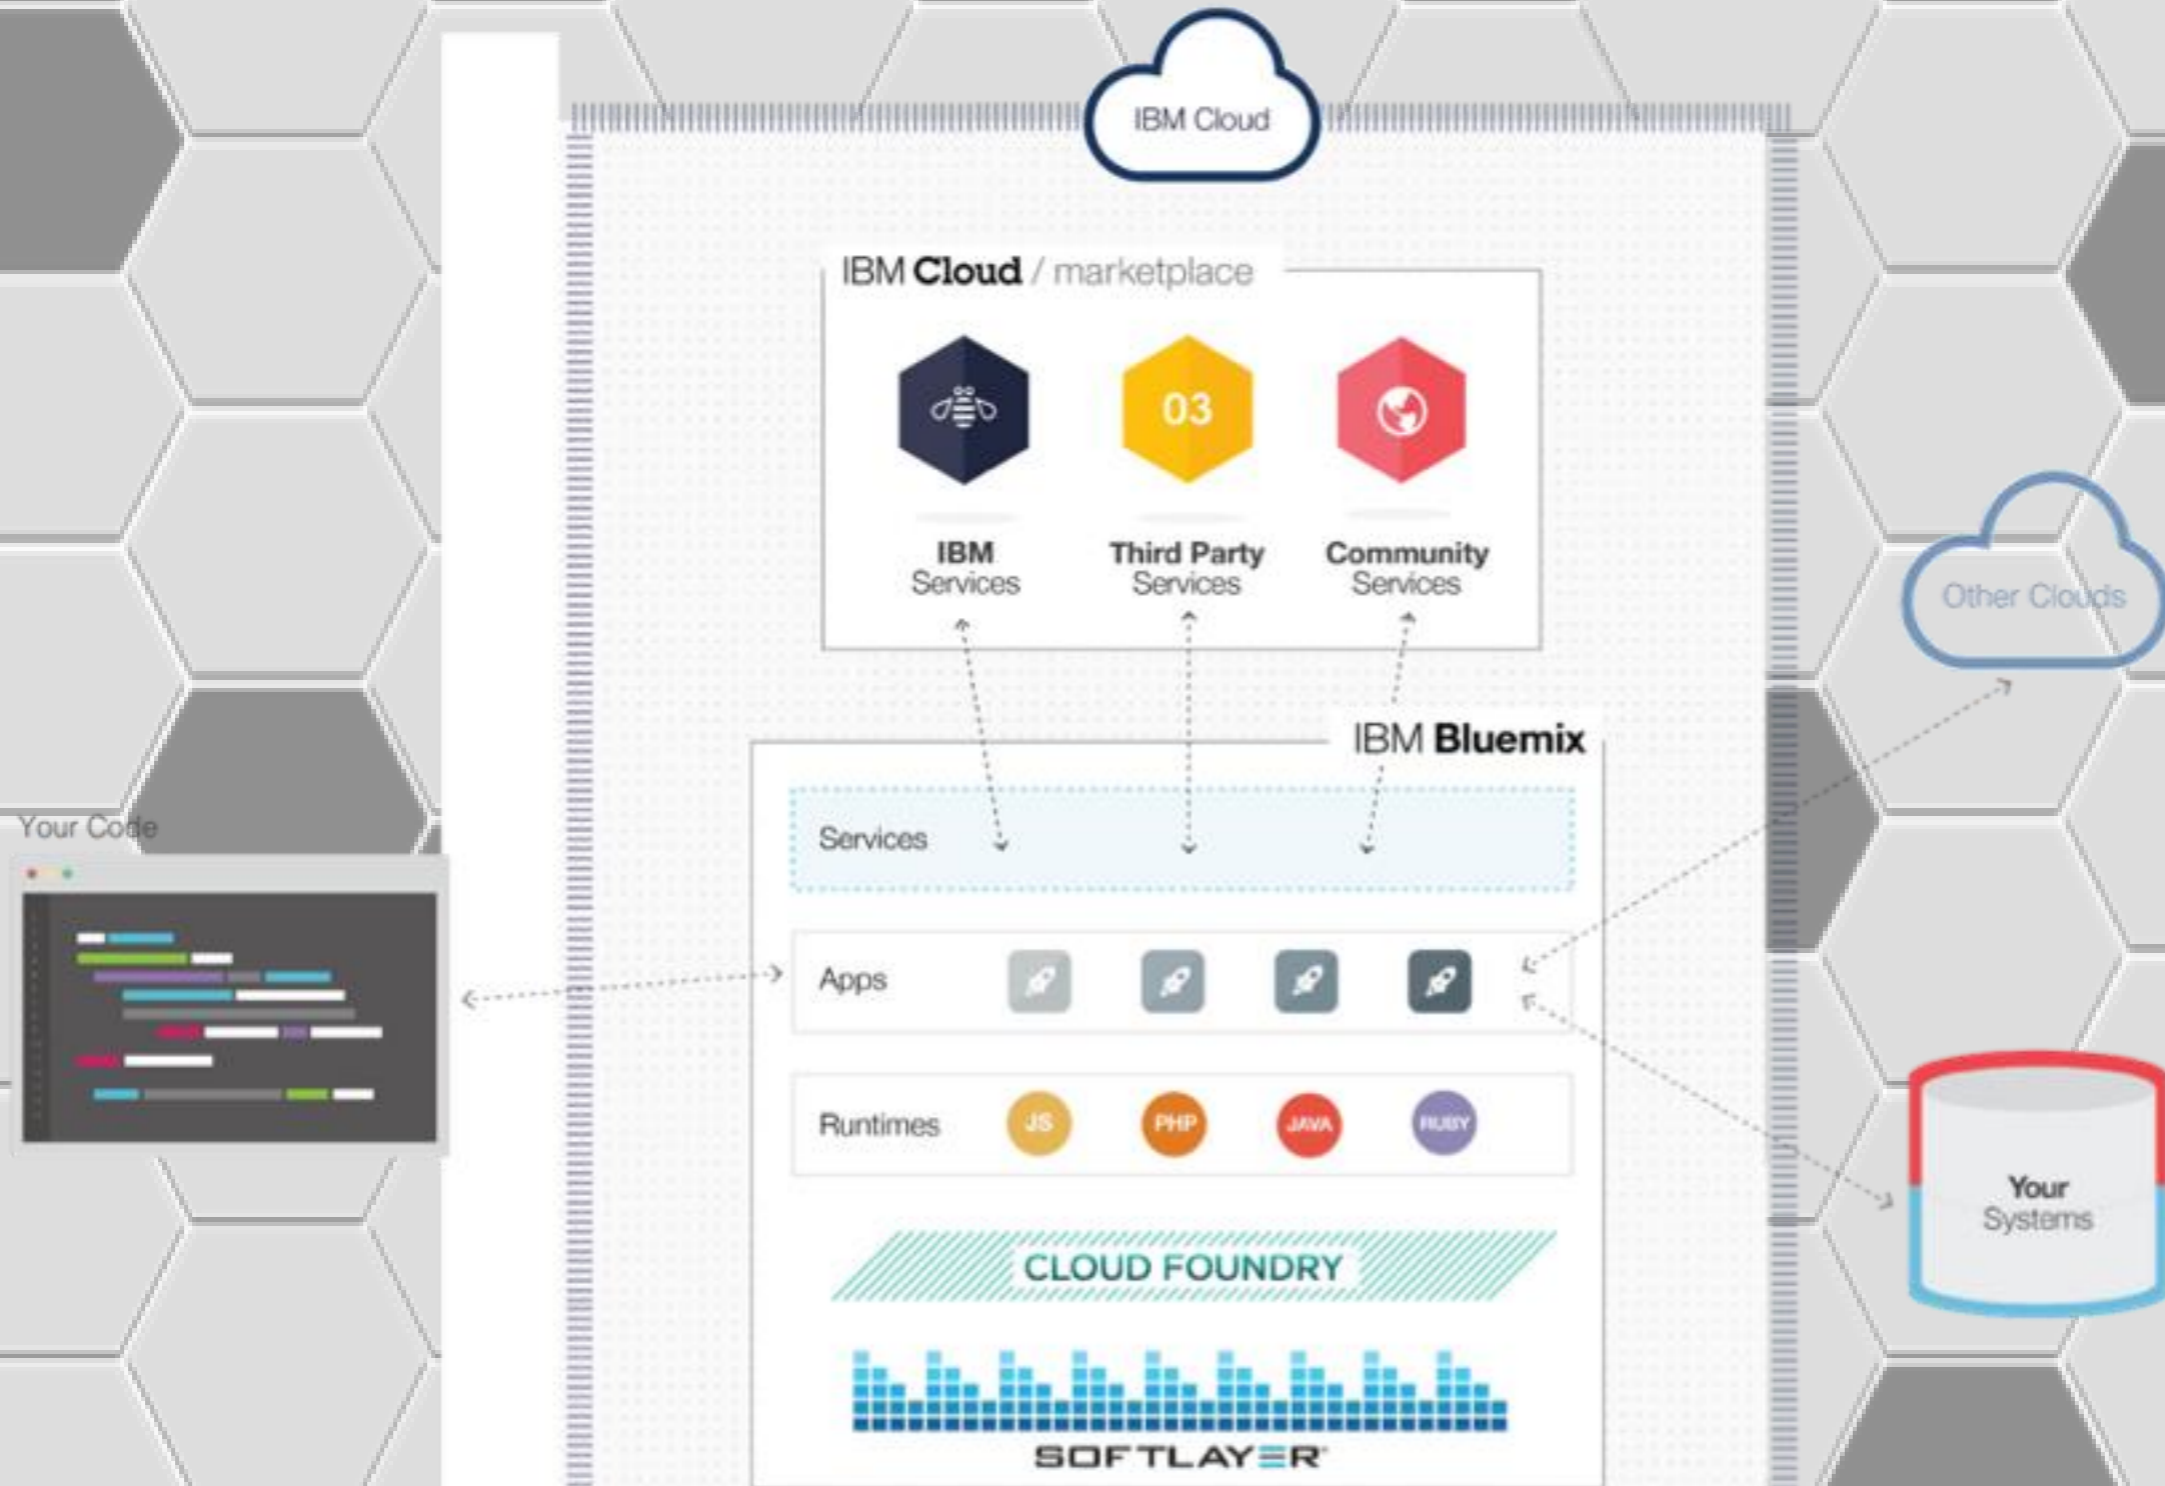 IBM Cloud
IBM Cloud / marketplace
03
IBM
Services
Third Party
Services
Community
Services
Other Clouds
IBM Bluemix
Your Code
Services
Apps
Runtimes
JS
PHP
JAVA
RUBY
Your
Systems
CLOUD FOUNDRY
SOFTLAYER